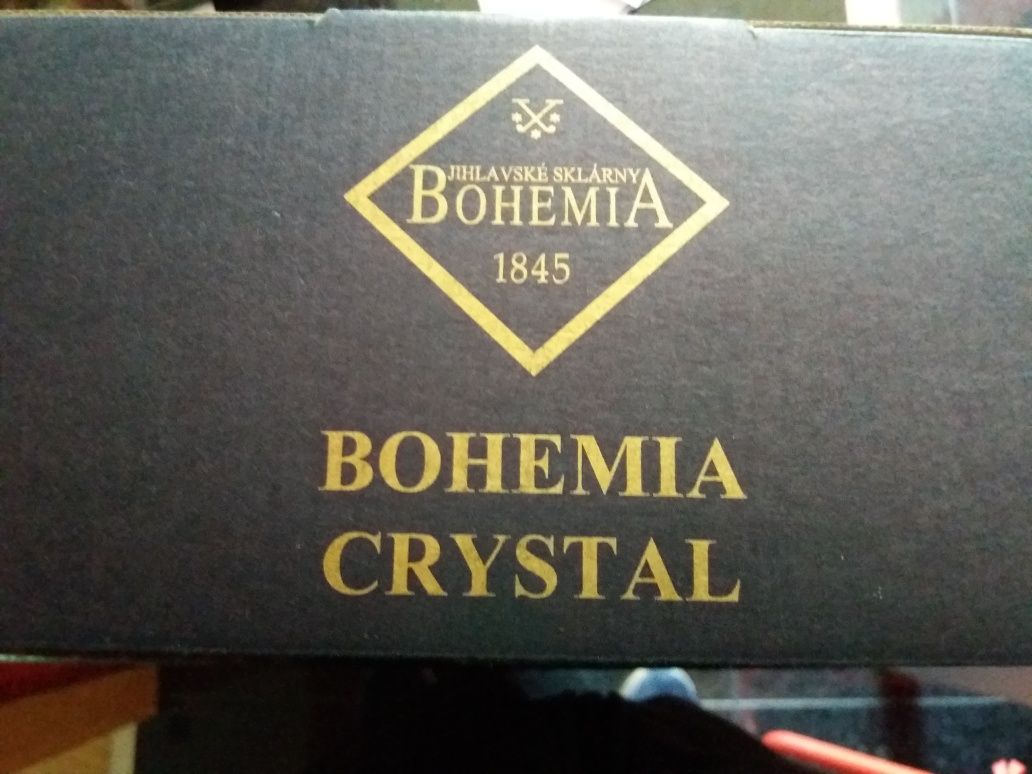 JIHLAVSKÉ SKLÁRNY
BOHEMIA
1845
BOHEMIA
CRYSTAL